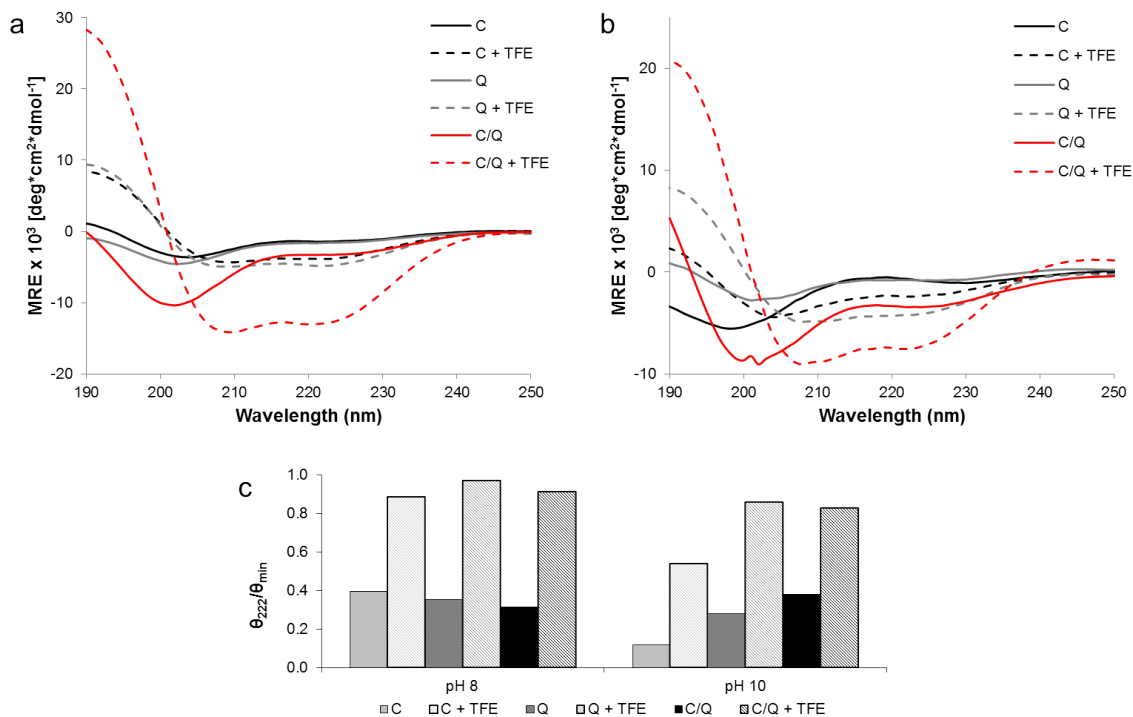 a
30
20
10
0
-10
-20
190 200 210 220 230 240 250
Wavelength (nm)
MRE x 10³ [deg*cm²*dmol⁻¹]
C
C + TFE
Q
Q + TFE
C/Q
C/Q + TFE
b
20
10
0
-10
190 200 210 220 230 240 250
Wavelength (nm)
MRE x 10³ [deg*cm²*dmol⁻¹]
C
C + TFE
Q
Q + TFE
C/Q
C/Q + TFE
c
1.0
0.8
0.6
0.4
0.2
0.0
θ₂₂₂/θmin
pH 8 pH 10
C C + TFE Q Q + TFE C/Q C/Q + TFE